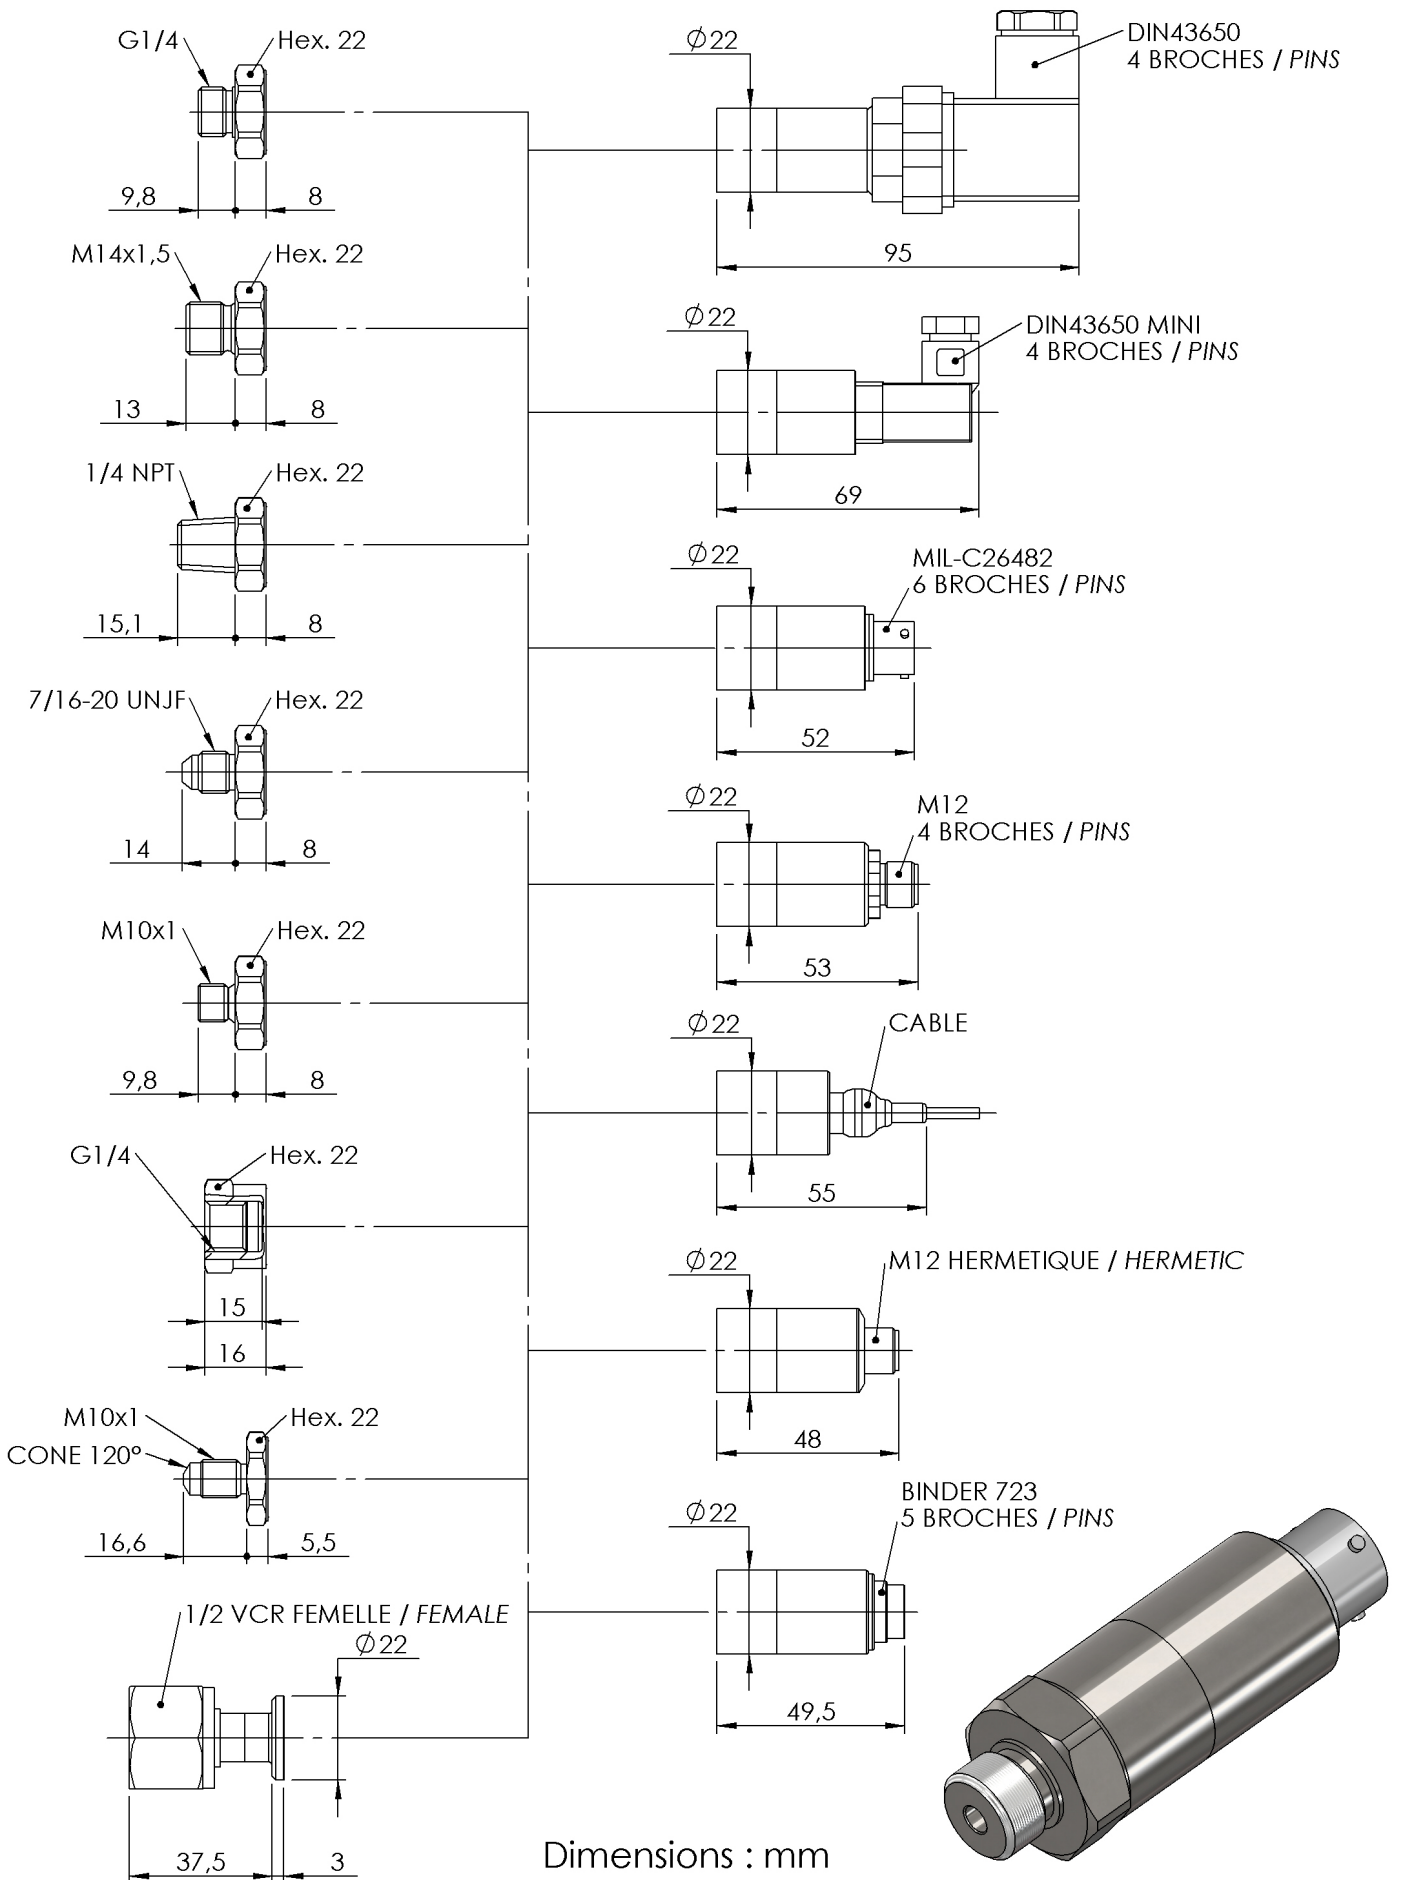 G1/4
Hex. 22
9,8
8
M14x1,5
Hex. 22
13
8
1/4 NPT
Hex. 22
15,1
8
7/16-20 UNJF
Hex. 22
14
8
M10x1
Hex. 22
9,8
8
G1/4
Hex. 22
15
16
M10x1
Hex. 22
CONE 120°
16,6
5,5
1/2 VCR FEMELLE / FEMALE
Ø22
37,5
3
Ø22
DIN43650
4 BROCHES / PINS
95
Ø22
DIN43650 MINI
4 BROCHES / PINS
69
Ø22
MIL-C26482
6 BROCHES / PINS
52
Ø22
M12
4 BROCHES / PINS
53
Ø22
CABLE
55
Ø22
M12 HERMETIQUE / HERMETIC
48
Ø22
BINDER 723
5 BROCHES / PINS
49,5
Dimensions : mm